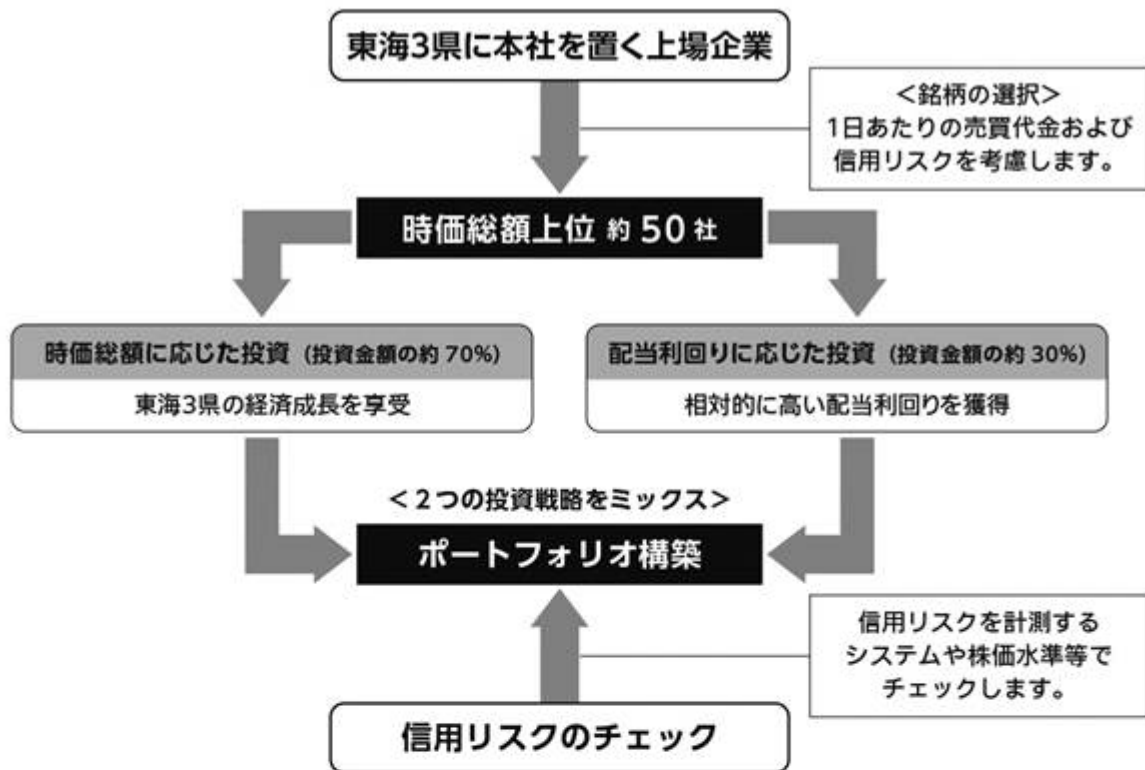 東海3県に本社を置く上場企業
＜銘柄の選択＞
1日あたりの売買代金および
信用リスクを考慮します。
時価総額上位 約 50 社
時価総額に応じた投資（投資金額の約 70%）
東海3県の経済成長を享受
配当利回りに応じた投資（投資金額の約 30%）
相対的に高い配当利回りを獲得
＜２つの投資戦略をミックス＞
ポートフォリオ構築
信用リスクを計測する
システムや株価水準等で
チェックします。
信用リスクのチェック